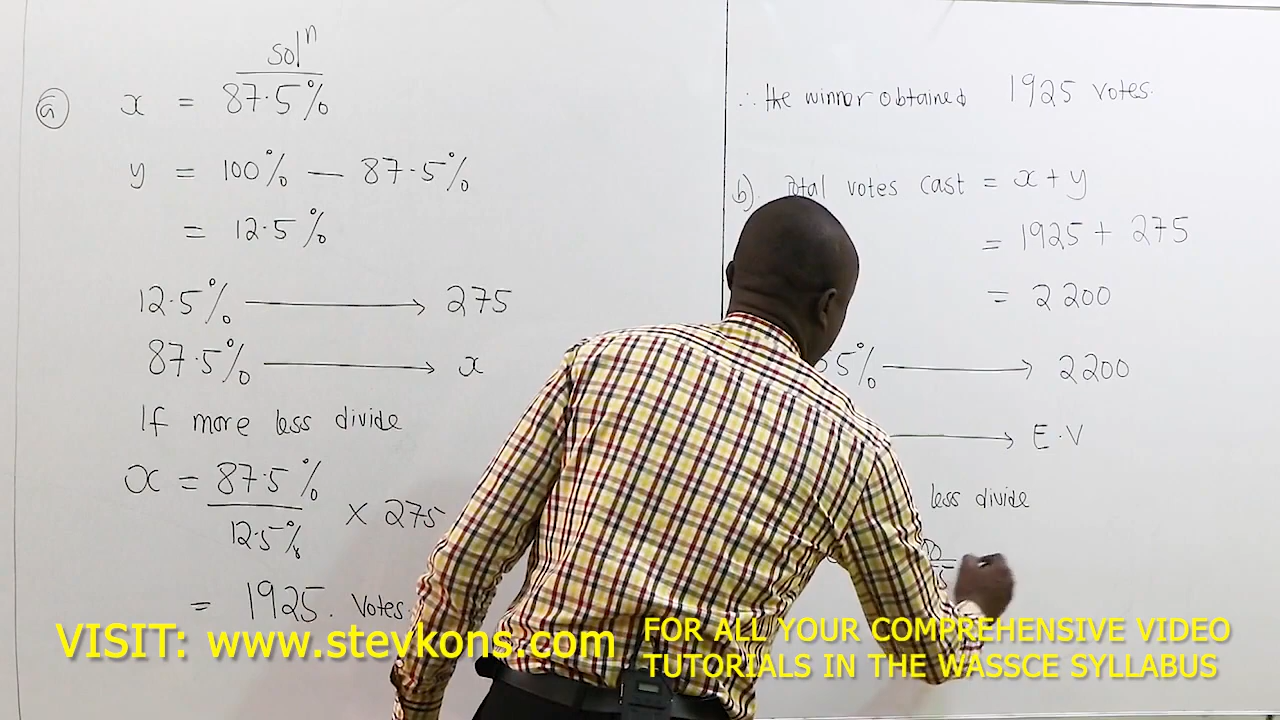 solⁿ
ⓐ x = 87.5%
y = 100% — 87.5%
= 12.5%
12.5% → 275
87.5% → x
If more less divide
x = 87.5%
12.5%
× 275
= 1925. votes.
∴ the winner obtained 1925 votes.
b). Total votes cast = x + y
= 1925 + 275
= 2200
5% → 2200
→ E.V
less divide
VISIT: www.stevkons.com
FOR ALL YOUR COMPREHENSIVE VIDEO
TUTORIALS IN THE WASSCE SYLLABUS